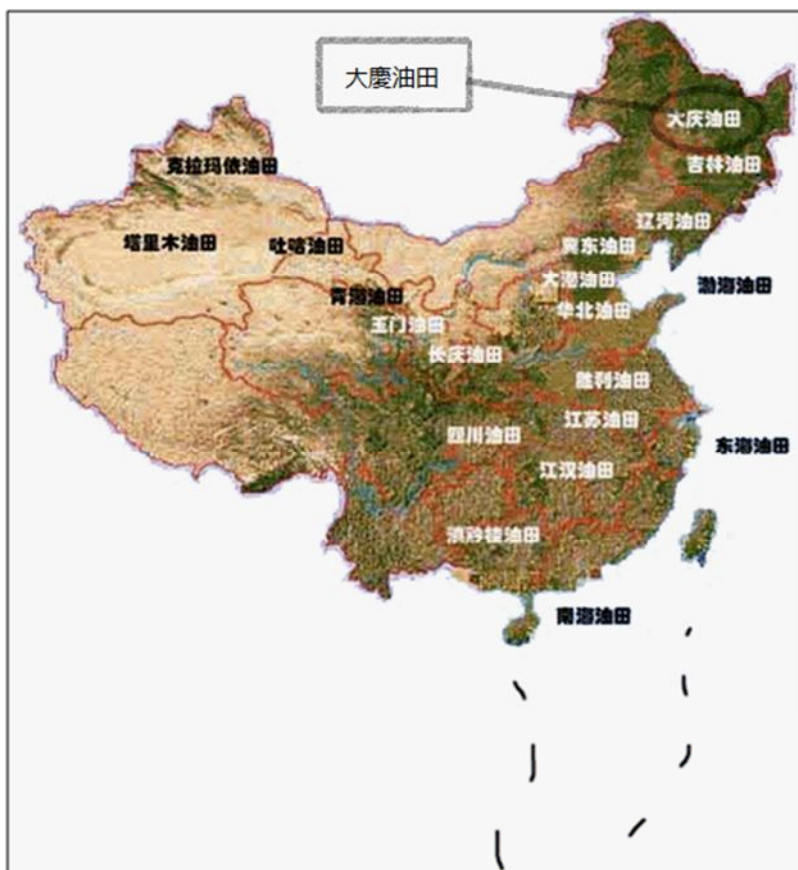 大慶油田
大庆油田
吉林油田
克拉玛依油田
辽河油田
塔里木油田
吐哈油田
冀东油田
大港油田
渤海油田
青海油田
华北油田
玉门油田
长庆油田
胜利油田
江苏油田
四川油田
东海油田
江汉油田
滇黔桂油田
南海油田